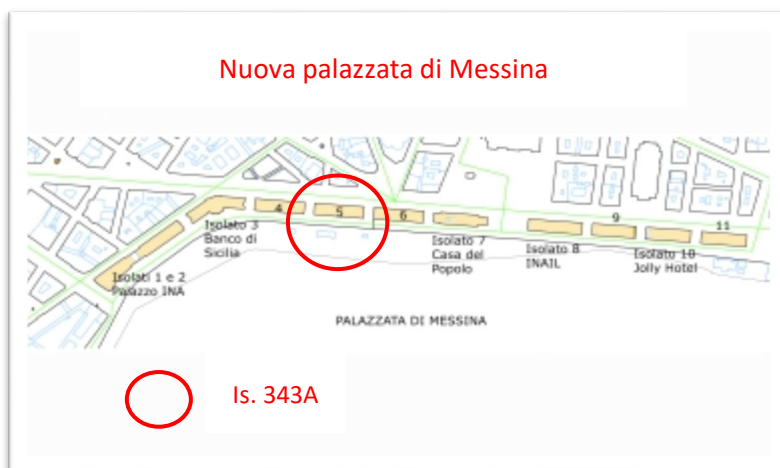 Nuova palazzata di Messina
4
5
6
9
11
Isolato 3
Banco di
Sicilia
Isolato 7
Casa del
Popolo
Isolato 8
INAIL
Isolato 10
Jolly Hotel
Isolati 1 e 2
Palazzo INA
PALAZZATA DI MESSINA
Is. 343A